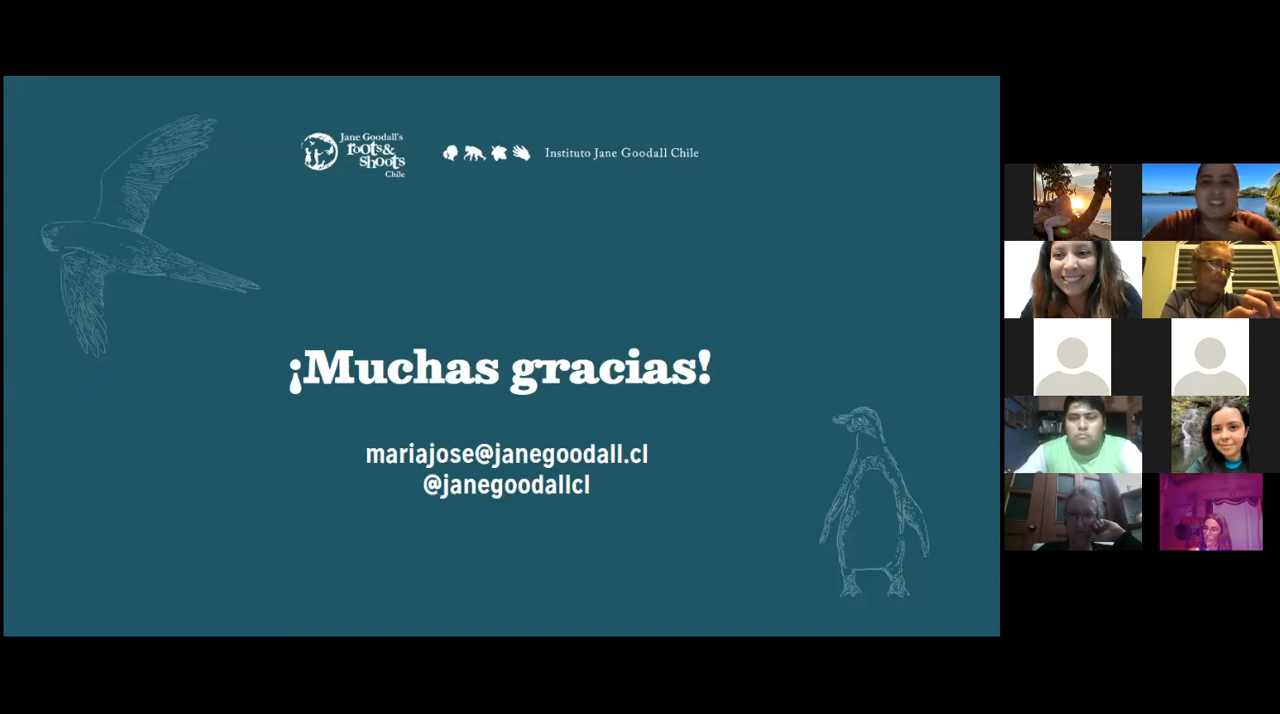 Jane Goodall's
roots&
shoots
Chile
Instituto Jane Goodall Chile
¡Muchas gracias!
mariajose@janegoodall.cl
@janegoodallcl